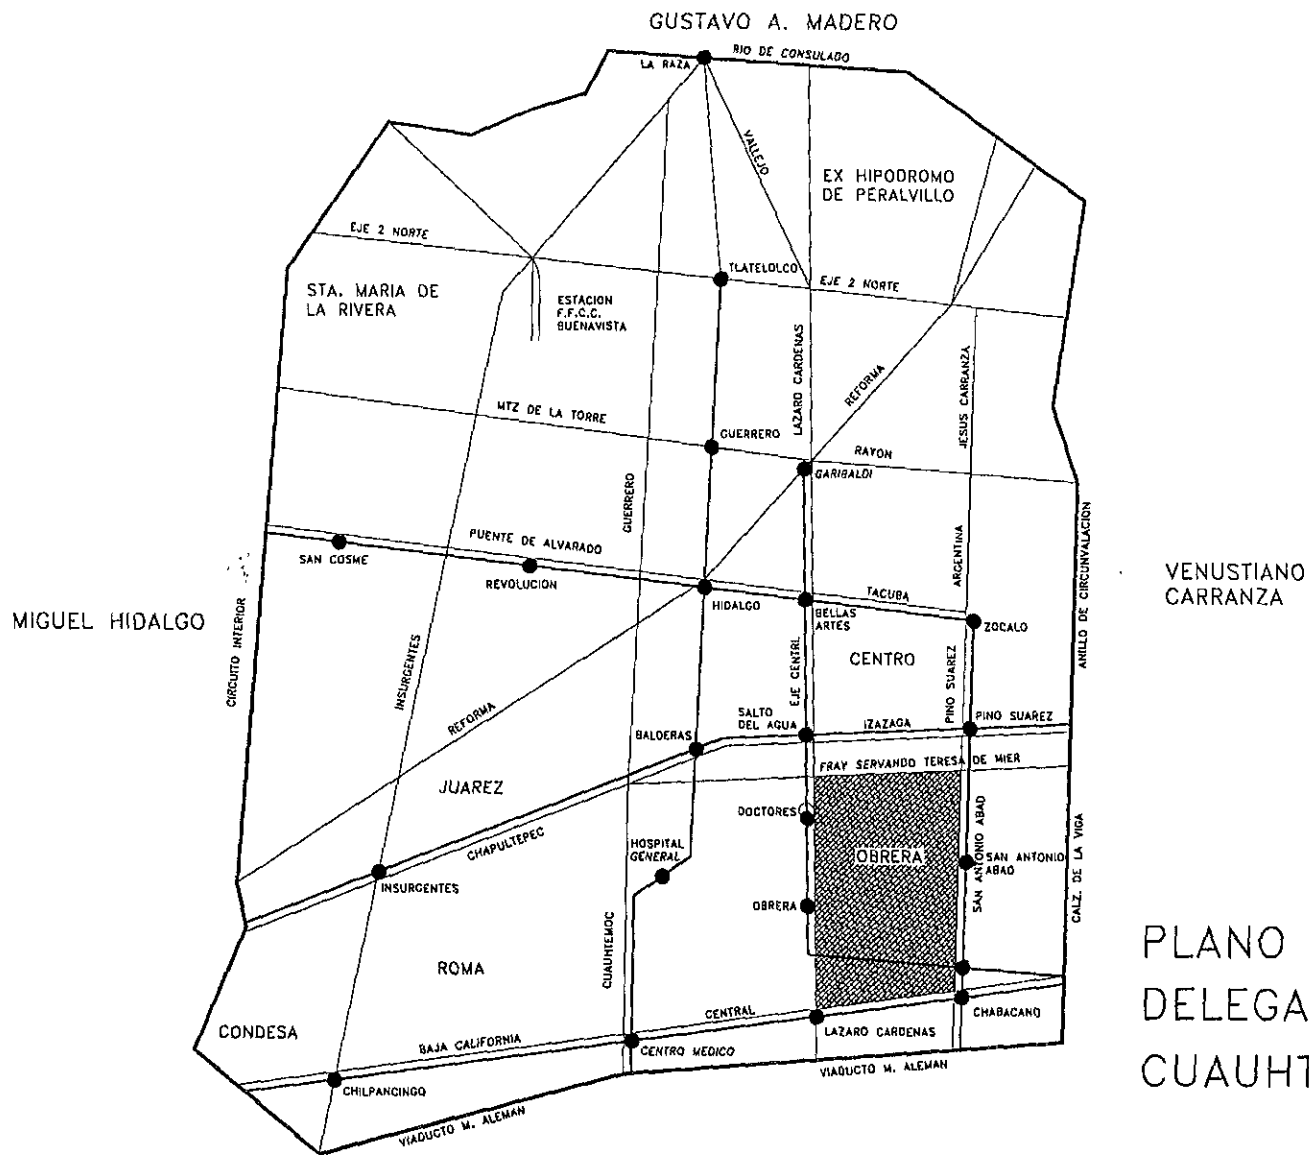 GUSTAVO A. MADERO
RIO DE CONSULADO
LA RAZA
VALLEJO
EX HIPODROMO
DE PERALVILLO
EJE 2 NORTE
TLATELOLCO
EJE 2 NORTE
STA. MARIA DE
LA RIVERA
ESTACION
F.F.C.C.
BUENAVISTA
LAZARO CARDENAS
REFORMA
JESUS CARRANZA
MTZ DE LA TORRE
GUERRERO
RAYON
GARIBALDI
GUERRERO
PUENTE DE ALVARADO
SAN COSME
REVOLUCION
HIDALGO
BELLAS
ARTES
TACUBA
ARGENTINA
ZOCALO
ANILLO DE CIRCUNVALACION
VENUSTIANO
CARRANZA
MIGUEL HIDALGO
CIRCUITO INTERIOR
INSURGENTES
REFORMA
EJE CENTRL
CENTRO
PINO SUAREZ
SALTO
DEL AGUA
IZAZAGA
PINO SUAREZ
BALDERAS
FRAY SERVANDO TERESA DE MIER
JUAREZ
CHAPULTEPEC
DOCTORES
HOSPITAL
GENERAL
OBRERA
SAN ANTONIO ABAD
SAN ANTONIO
ABAD
CALZ. DE LA VIGA
INSURGENTES
OBRERA
CUAUHTEMOC
ROMA
PLANO
DELEGA
CUAUHT
CONDESA
BAJA CALIFORNIA
CENTRAL
CHABACANO
LAZARO CARDENAS
CENTRO MEDICO
CHILPANCINGO
VIADUCTO M. ALEMAN
VIADUCTO M. ALEMAN